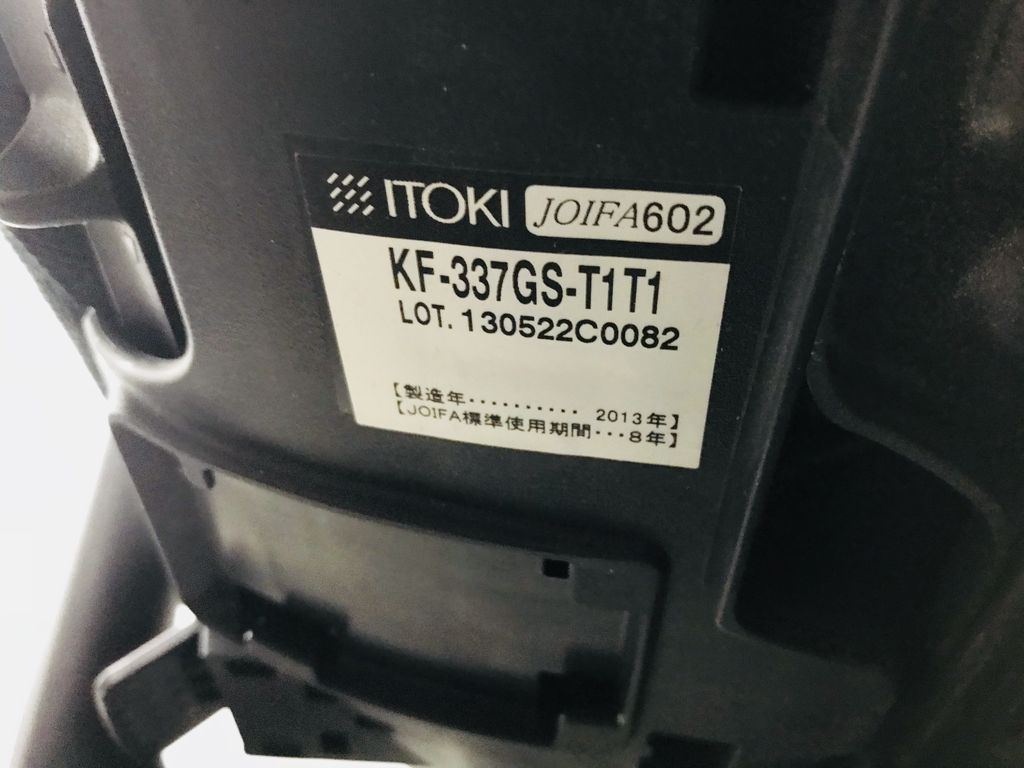 ITOKI JOIFA602
KF-337GS-T1T1
LOT. 130522C0082
【製造年･･････････ 2013年】
【JOIFA標準使用期間･･･8年】